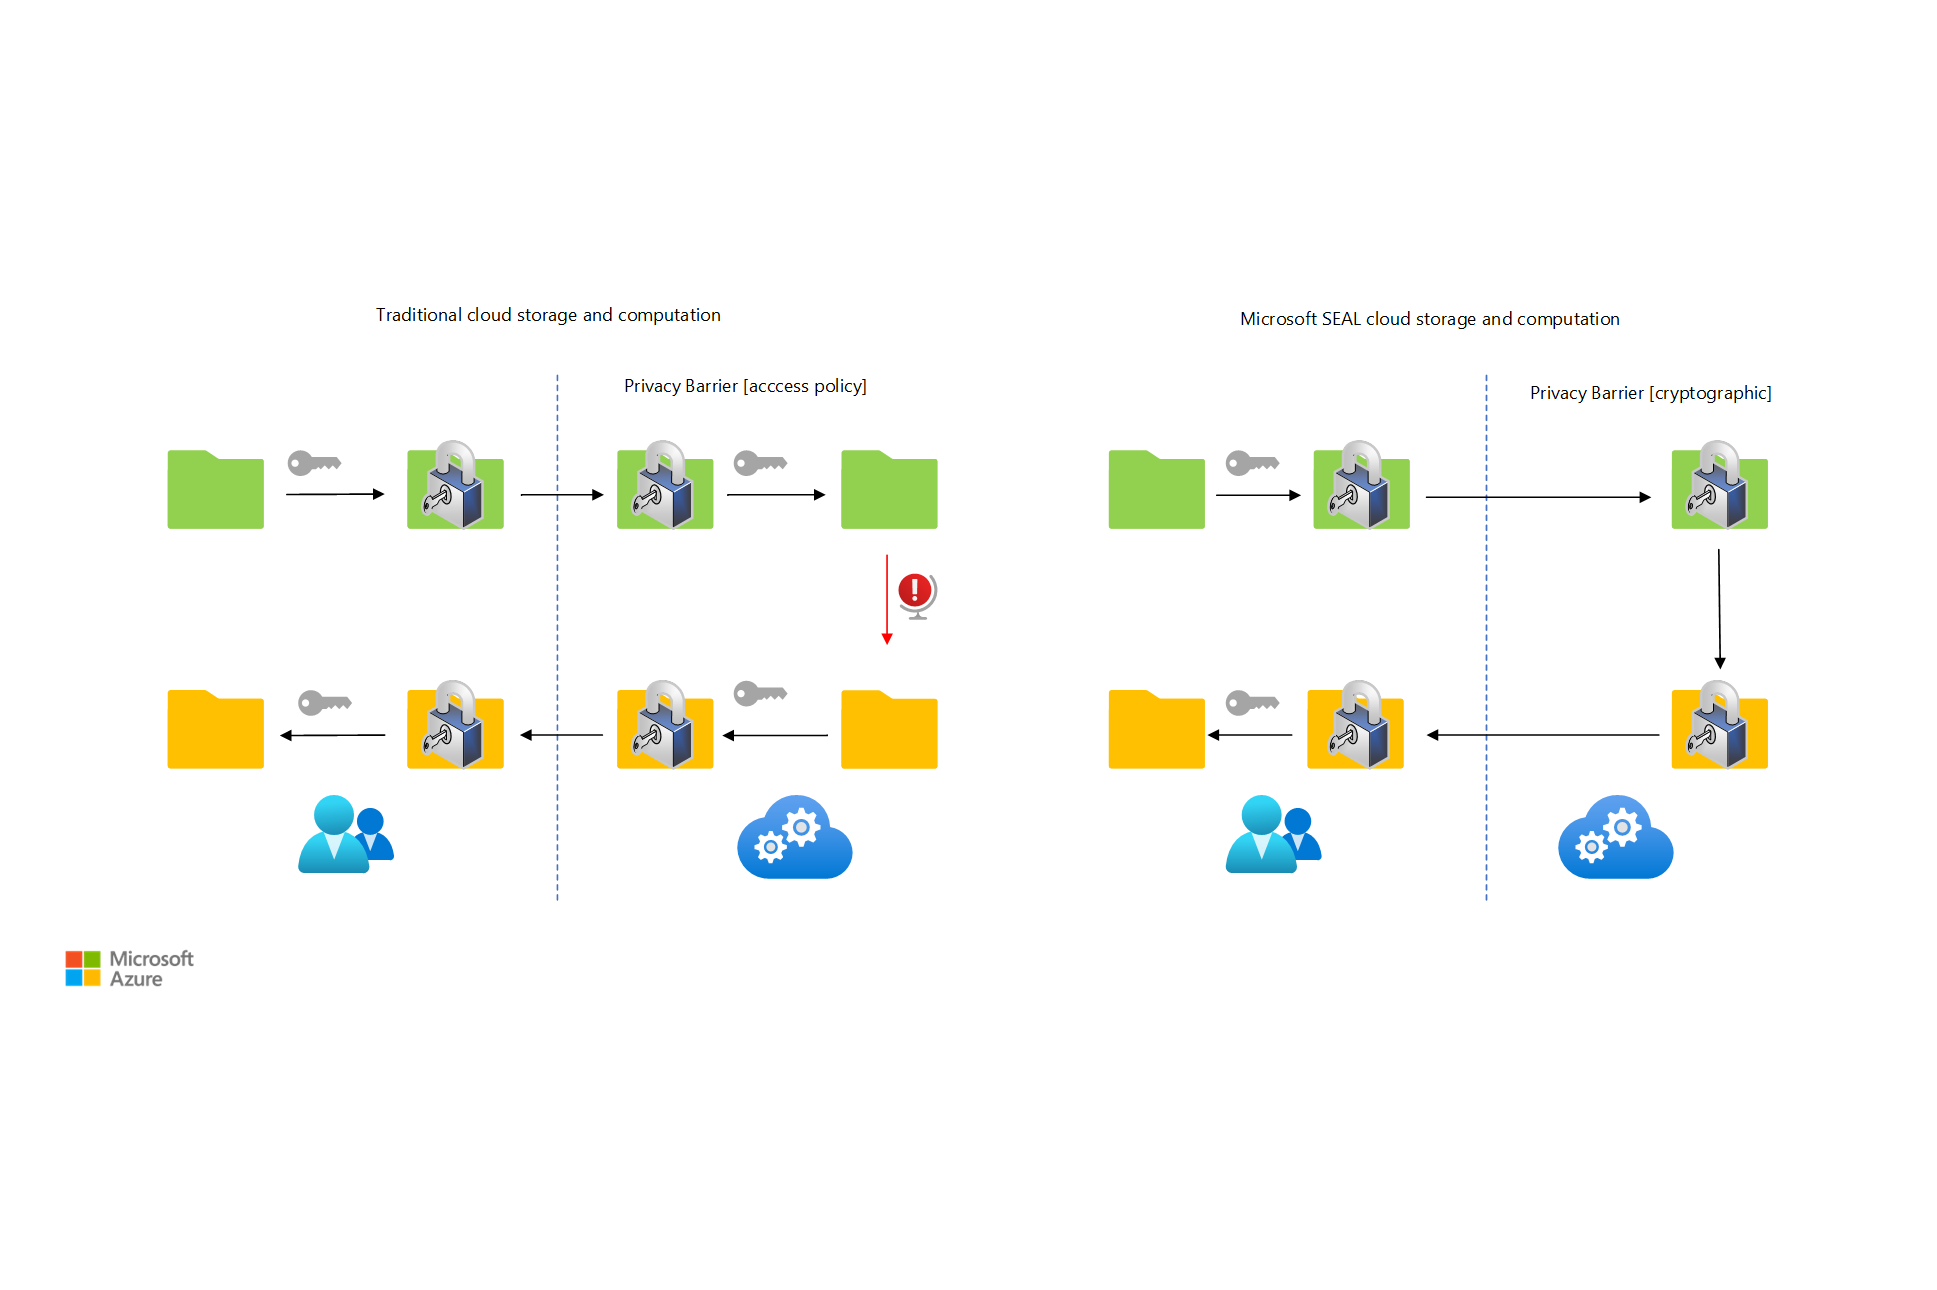 Traditional cloud storage and computation
Microsoft SEAL cloud storage and computation
Privacy Barrier [acccess policy]
Privacy Barrier [cryptographic]
Microsoft
Azure